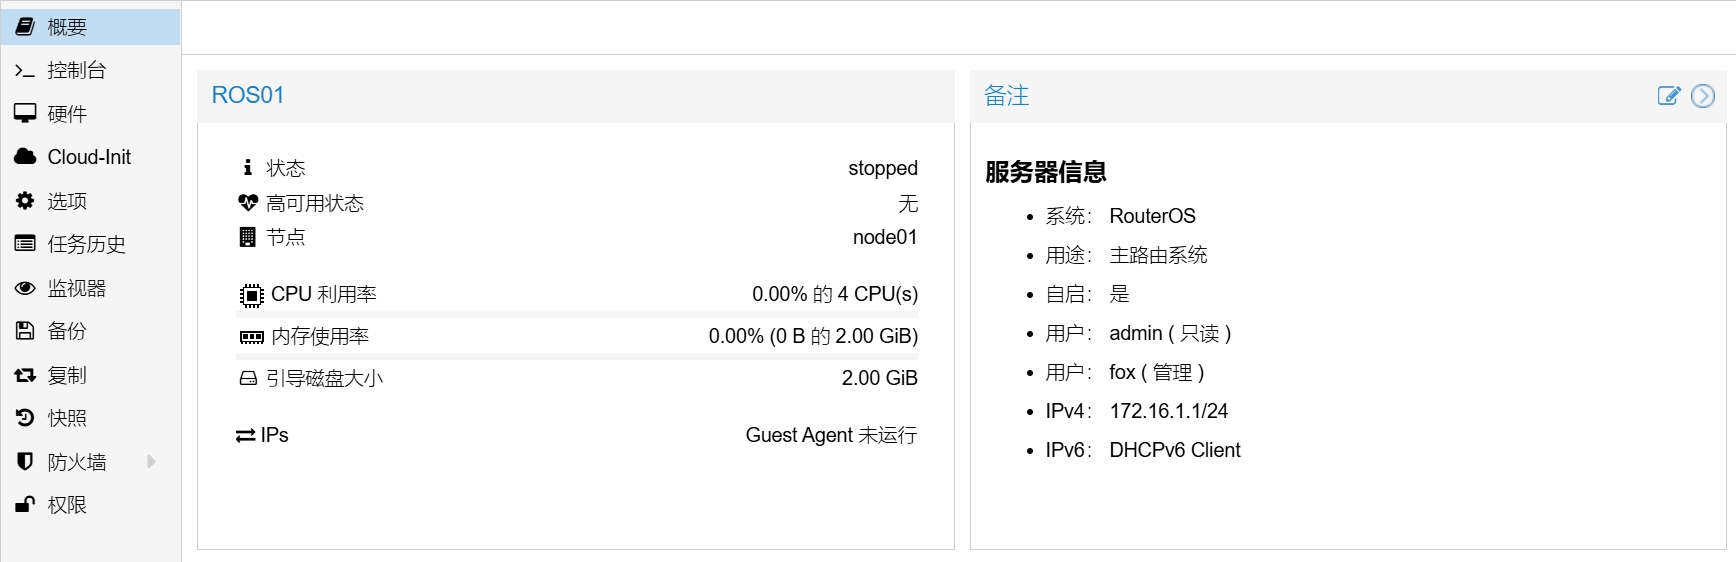 概要
控制台
硬件
Cloud-Init
选项
任务历史
监视器
备份
复制
快照
防火墙
权限
ROS01
状态 stopped
高可用状态 无
节点 node01
CPU 利用率 0.00% 的 4 CPU(s)
内存使用率 0.00% (0 B 的 2.00 GiB)
引导磁盘大小 2.00 GiB
IPs Guest Agent 未运行
备注
服务器信息
系统： RouterOS
用途： 主路由系统
自启： 是
用户： admin ( 只读 )
用户： fox ( 管理 )
IPv4： 172.16.1.1/24
IPv6： DHCPv6 Client